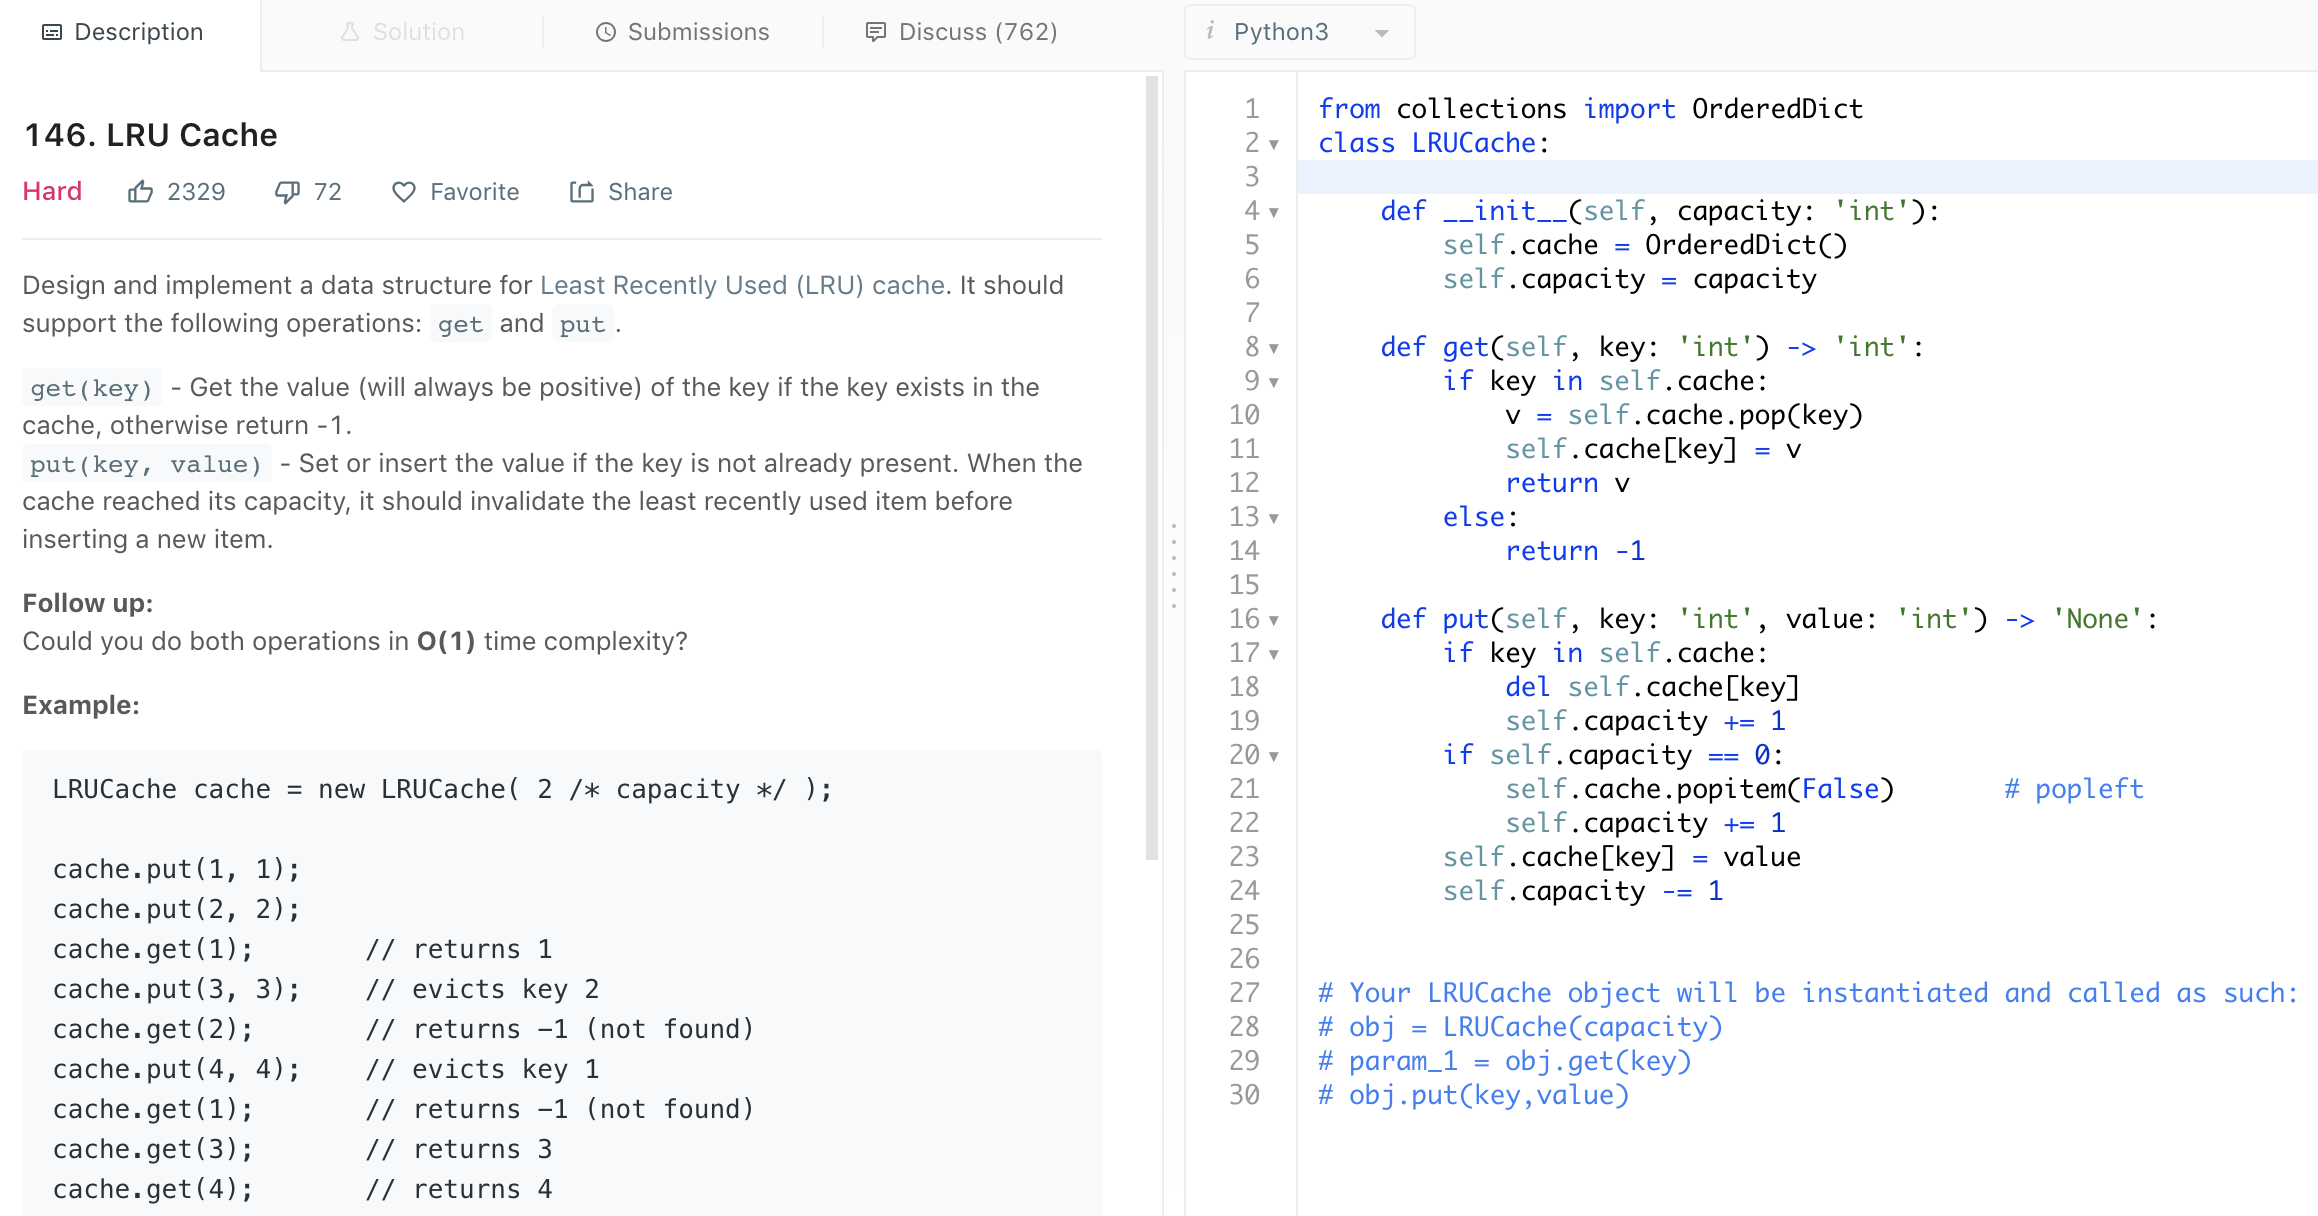 Description
Solution
Submissions
Discuss (762)
i Python3
146. LRU Cache
Hard 2329 72 Favorite Share
Design and implement a data structure for Least Recently Used (LRU) cache. It should
support the following operations: get and put.
get(key) - Get the value (will always be positive) of the key if the key exists in the
cache, otherwise return -1.
put(key, value) - Set or insert the value if the key is not already present. When the
cache reached its capacity, it should invalidate the least recently used item before
inserting a new item.
Follow up:
Could you do both operations in O(1) time complexity?
Example:
LRUCache cache = new LRUCache( 2 /* capacity */ );
cache.put(1, 1);
cache.put(2, 2);
cache.get(1);       // returns 1
cache.put(3, 3);    // evicts key 2
cache.get(2);       // returns -1 (not found)
cache.put(4, 4);    // evicts key 1
cache.get(1);       // returns -1 (not found)
cache.get(3);       // returns 3
cache.get(4);       // returns 4
1 from collections import OrderedDict
2 class LRUCache:
3
4     def __init__(self, capacity: 'int'):
5         self.cache = OrderedDict()
6         self.capacity = capacity
7
8     def get(self, key: 'int') -> 'int':
9         if key in self.cache:
10             v = self.cache.pop(key)
11             self.cache[key] = v
12             return v
13         else:
14             return -1
15
16     def put(self, key: 'int', value: 'int') -> 'None':
17         if key in self.cache:
18             del self.cache[key]
19             self.capacity += 1
20         if self.capacity == 0:
21             self.cache.popitem(False)       # popleft
22             self.capacity += 1
23         self.cache[key] = value
24         self.capacity -= 1
25
26
27 # Your LRUCache object will be instantiated and called as such:
28 # obj = LRUCache(capacity)
29 # param_1 = obj.get(key)
30 # obj.put(key,value)